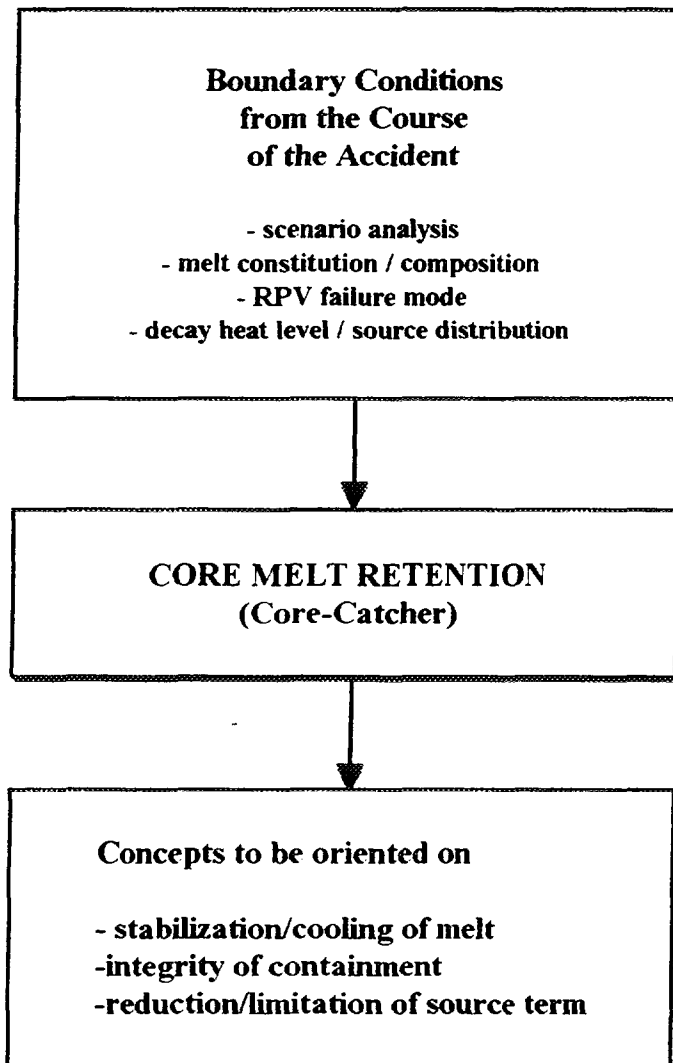 Boundary Conditions
from the Course
of the Accident
- scenario analysis
- melt constitution / composition
- RPV failure mode
- decay heat level / source distribution
CORE MELT RETENTION
(Core-Catcher)
Concepts to be oriented on
- stabilization/cooling of melt
-integrity of containment
-reduction/limitation of source term